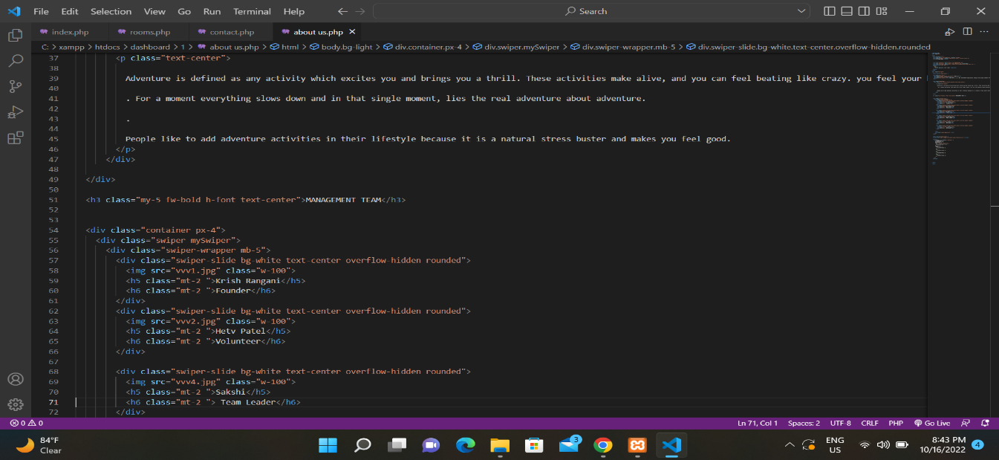 File Edit Selection View Go Run Terminal Help Search
index.php rooms.php contact.php about us.php
C: > xampp > htdocs > dashboard > 1 > about us.php > html > body.bg-light > div.container.px-4 > div.swiper.mySwiper > div.swiper-wrapper.mb-5 > div.swiper-slide.bg-white.text-center.overflow-hidden.rounded
37 <p class="text-center">
38
39 Adventure is defined as any activity which excites you and brings you a thrill. These activities make alive, and you can feel beating like crazy. you feel your
40
41 . For a moment everything slows down and in that single moment, lies the real adventure about adventure.
42
43 .
44
45 People like to add adventure activities in their lifestyle because it is a natural stress buster and makes you feel good.
46 </p>
47 </div>
48
49 </div>
50
51 <h3 class="my-5 fw-bold h-font text-center">MANAGEMENT TEAM</h3>
52
53
54 <div class="container px-4">
55 <div class="swiper mySwiper">
56 <div class="swiper-wrapper mb-5">
57 <div class="swiper-slide bg-white text-center overflow-hidden rounded">
58 <img src="vvv1.jpg" class="w-100">
59 <h5 class="mt-2 ">Krish Rangani</h5>
60 <h6 class="mt-2 ">Founder</h6>
61 </div>
62 <div class="swiper-slide bg-white text-center overflow-hidden rounded">
63 <img src="vvv2.jpg" class="w-100">
64 <h5 class="mt-2 ">Hetv Patel</h5>
65 <h6 class="mt-2 ">Volunteer</h6>
66 </div>
67
68 <div class="swiper-slide bg-white text-center overflow-hidden rounded">
69 <img src="vvv4.jpg" class="w-100">
70 <h5 class="mt-2 ">Sakshi</h5>
71 <h6 class="mt-2 "> Team Leader</h6>
72 </div>
0 0 Ln 71, Col 1 Spaces: 2 UTF-8 CRLF PHP Go Live
84°F
Clear
3
ENG
US
8:43 PM
10/16/2022
4